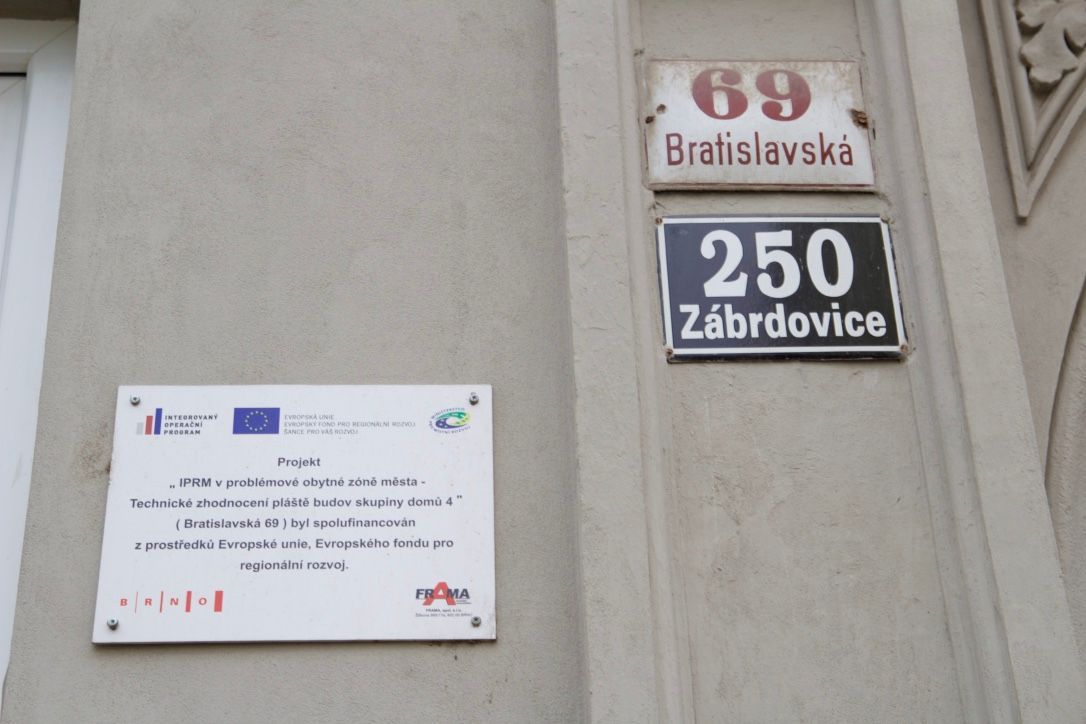 69
Bratislavská
250
Zábrdovice
INTEGROVANÝ
OPERAČNÍ
PROGRAM
EVROPSKÁ UNIE
EVROPSKÝ FOND PRO REGIONÁLNÍ ROZVOJ
ŠANCE PRO VÁŠ ROZVOJ
Projekt
„ IPRM v problémové obytné zóně města -
Technické zhodnocení pláště budov skupiny domů 4 "
( Bratislavská 69 ) byl spolufinancován
z prostředků Evropské unie, Evropského fondu pro
regionální rozvoj.
B R N O
FRAMA
FRAMA, spol. s r.o.